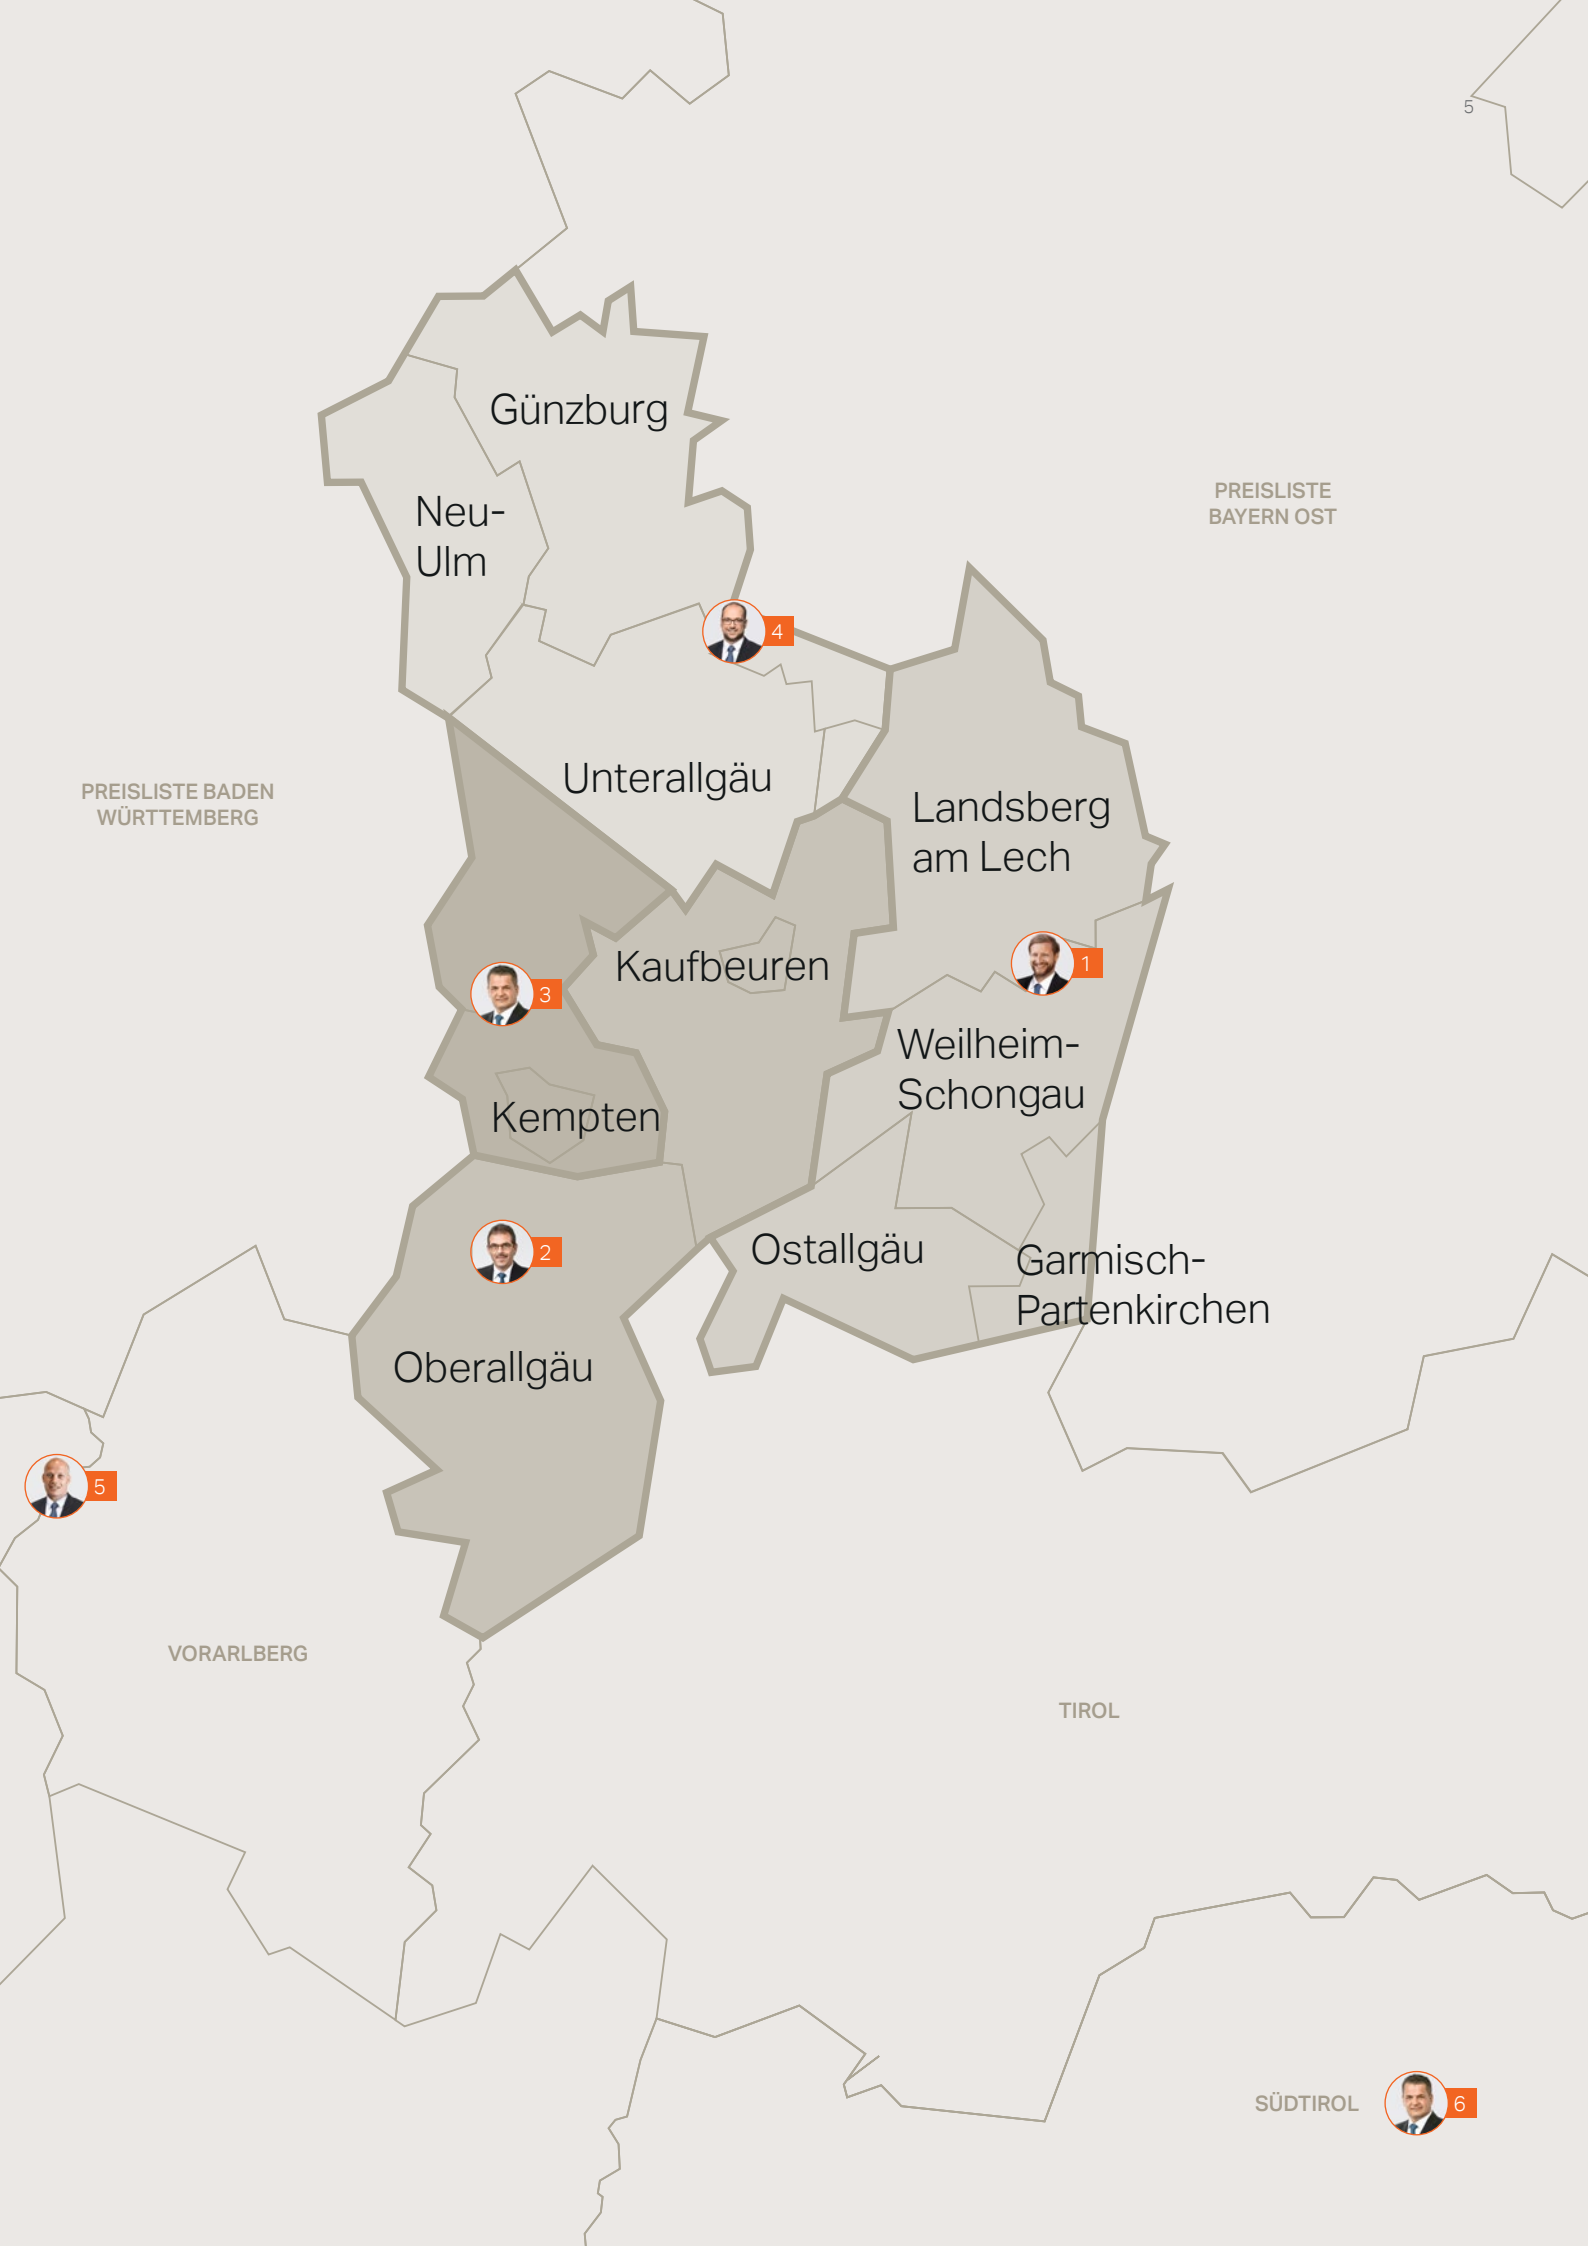 5
Günzburg
Neu-
Ulm
PREISLISTE
BAYERN OST
4
Unterallgäu
PREISLISTE BADEN
WÜRTTEMBERG
Landsberg
am Lech
Kaufbeuren
1
3
Weilheim-
Schongau
Kempten
2
Ostallgäu
Garmisch-
Partenkirchen
Oberallgäu
5
VORARLBERG
TIROL
SÜDTIROL
6